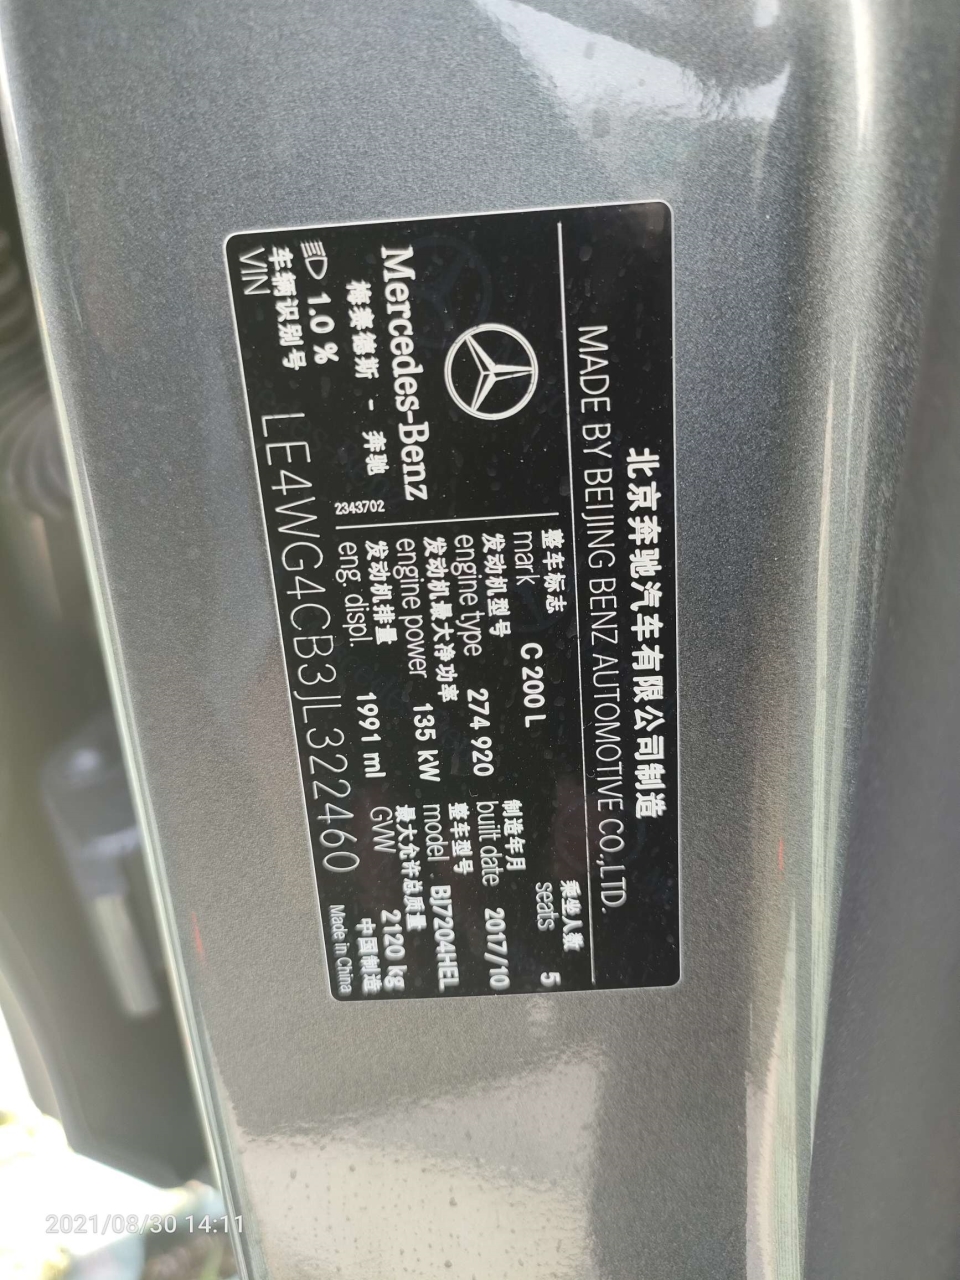 北京奔驰汽车有限公司制造
MADE BY BEIJING BENZ AUTOMOTIVE CO.,LTD.
Mercedes-Benz
梅赛德斯 - 奔驰
2343702
整车标志
mark C 200 L
乘坐人数
seats 5
发动机型号
engine type 274 920
制造年月
built date 2017/10
发动机最大净功率
engine power 135 kW
整车型号
model BJ7204HEL
发动机排量
eng. displ. 1991 ml
最大允许总质量
GVW 2120 kg
1.0 %
车辆识别号
VIN LE4WG4CB3JL322460
中国制造
Made in China
2021/08/30 14:11